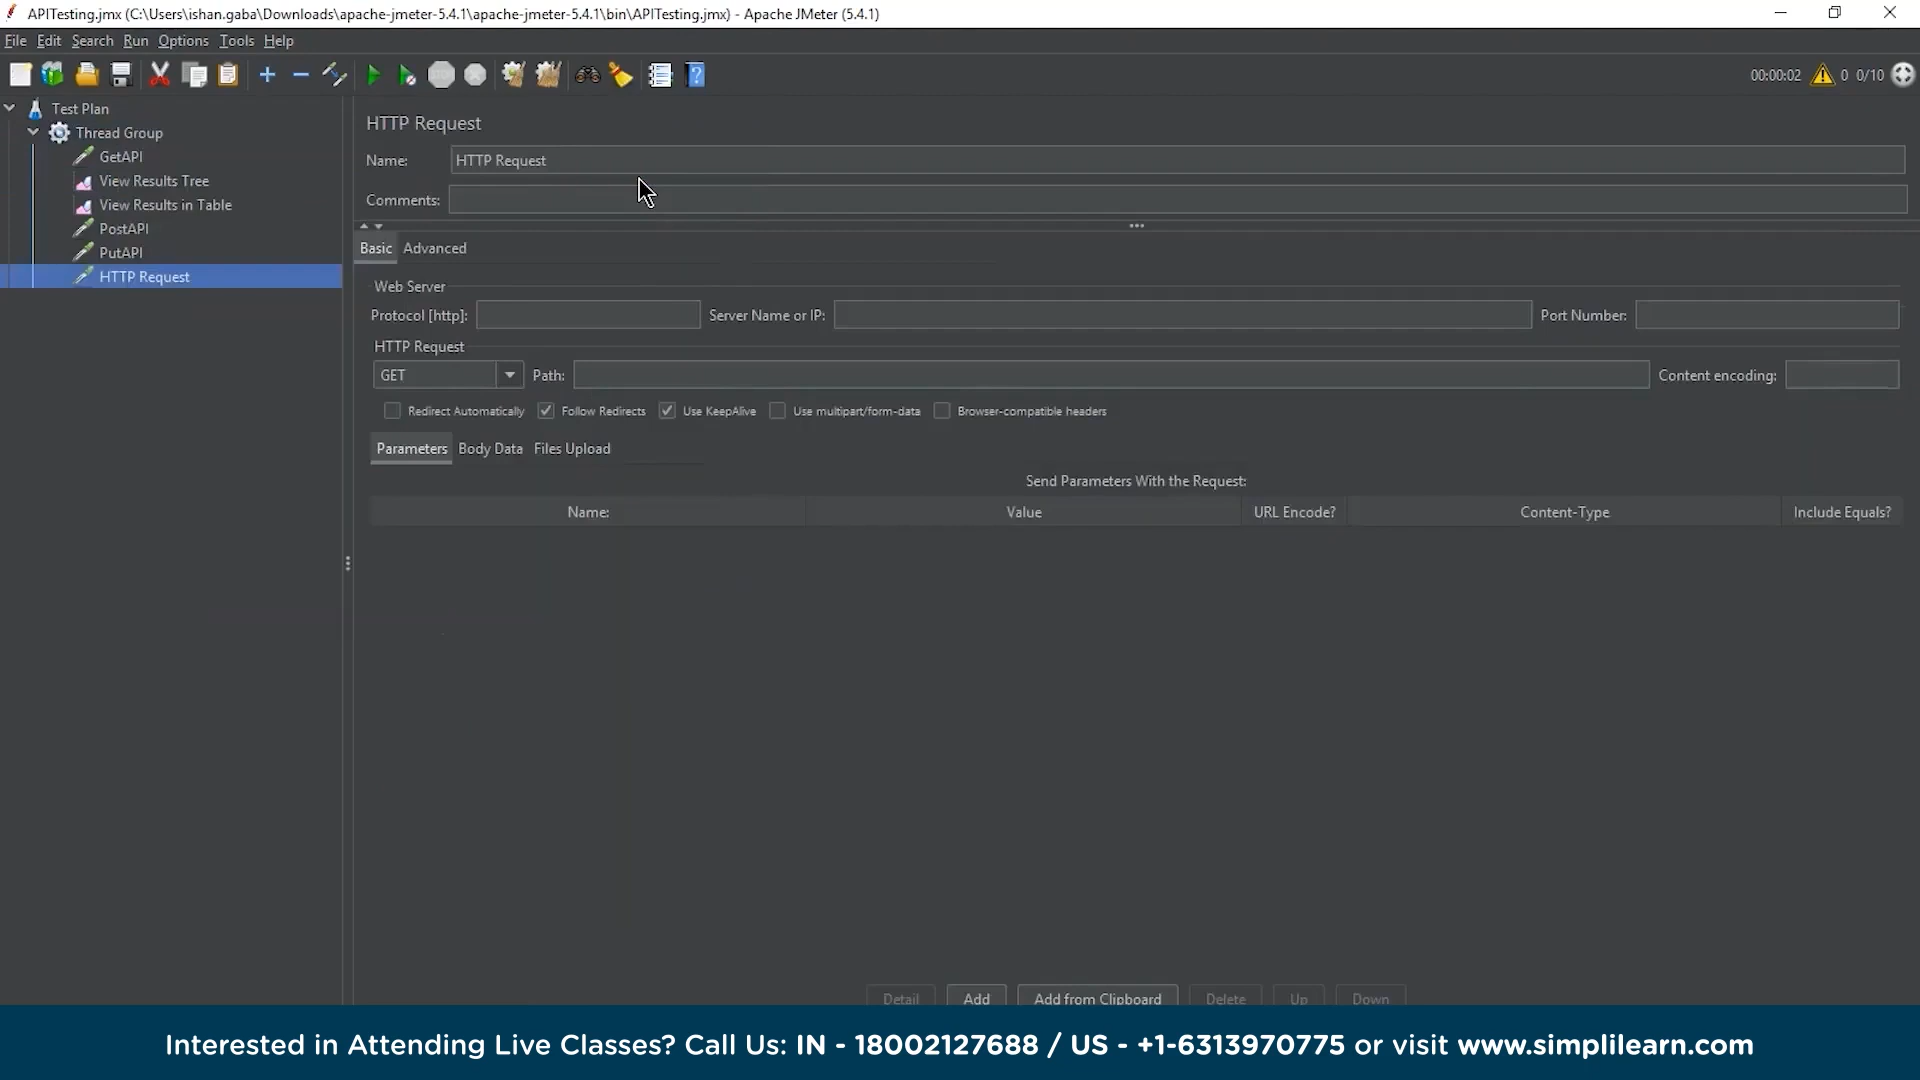 APITesting.jmx (C:\Users\ishan.gaba\Downloads\apache-jmeter-5.4.1\apache-jmeter-5.4.1\bin\APITesting.jmx) - Apache JMeter (5.4.1)
File Edit Search Run Options Tools Help
00:00:02 0 0/10
Test Plan
Thread Group
GetAPI
View Results Tree
View Results in Table
PostAPI
PutAPI
HTTP Request
HTTP Request
Name: HTTP Request
Comments:
Basic Advanced
Web Server
Protocol [http]: Server Name or IP: Port Number:
HTTP Request
GET Path: Content encoding:
Redirect Automatically Follow Redirects Use KeepAlive Use multipart/form-data Browser-compatible headers
Parameters Body Data Files Upload
Send Parameters With the Request:
Name: Value URL Encode? Content-Type Include Equals?
Detail Add Add from Clipboard Delete Up Down
Interested in Attending Live Classes? Call Us: IN - 18002127688 / US - +1-6313970775 or visit www.simplilearn.com